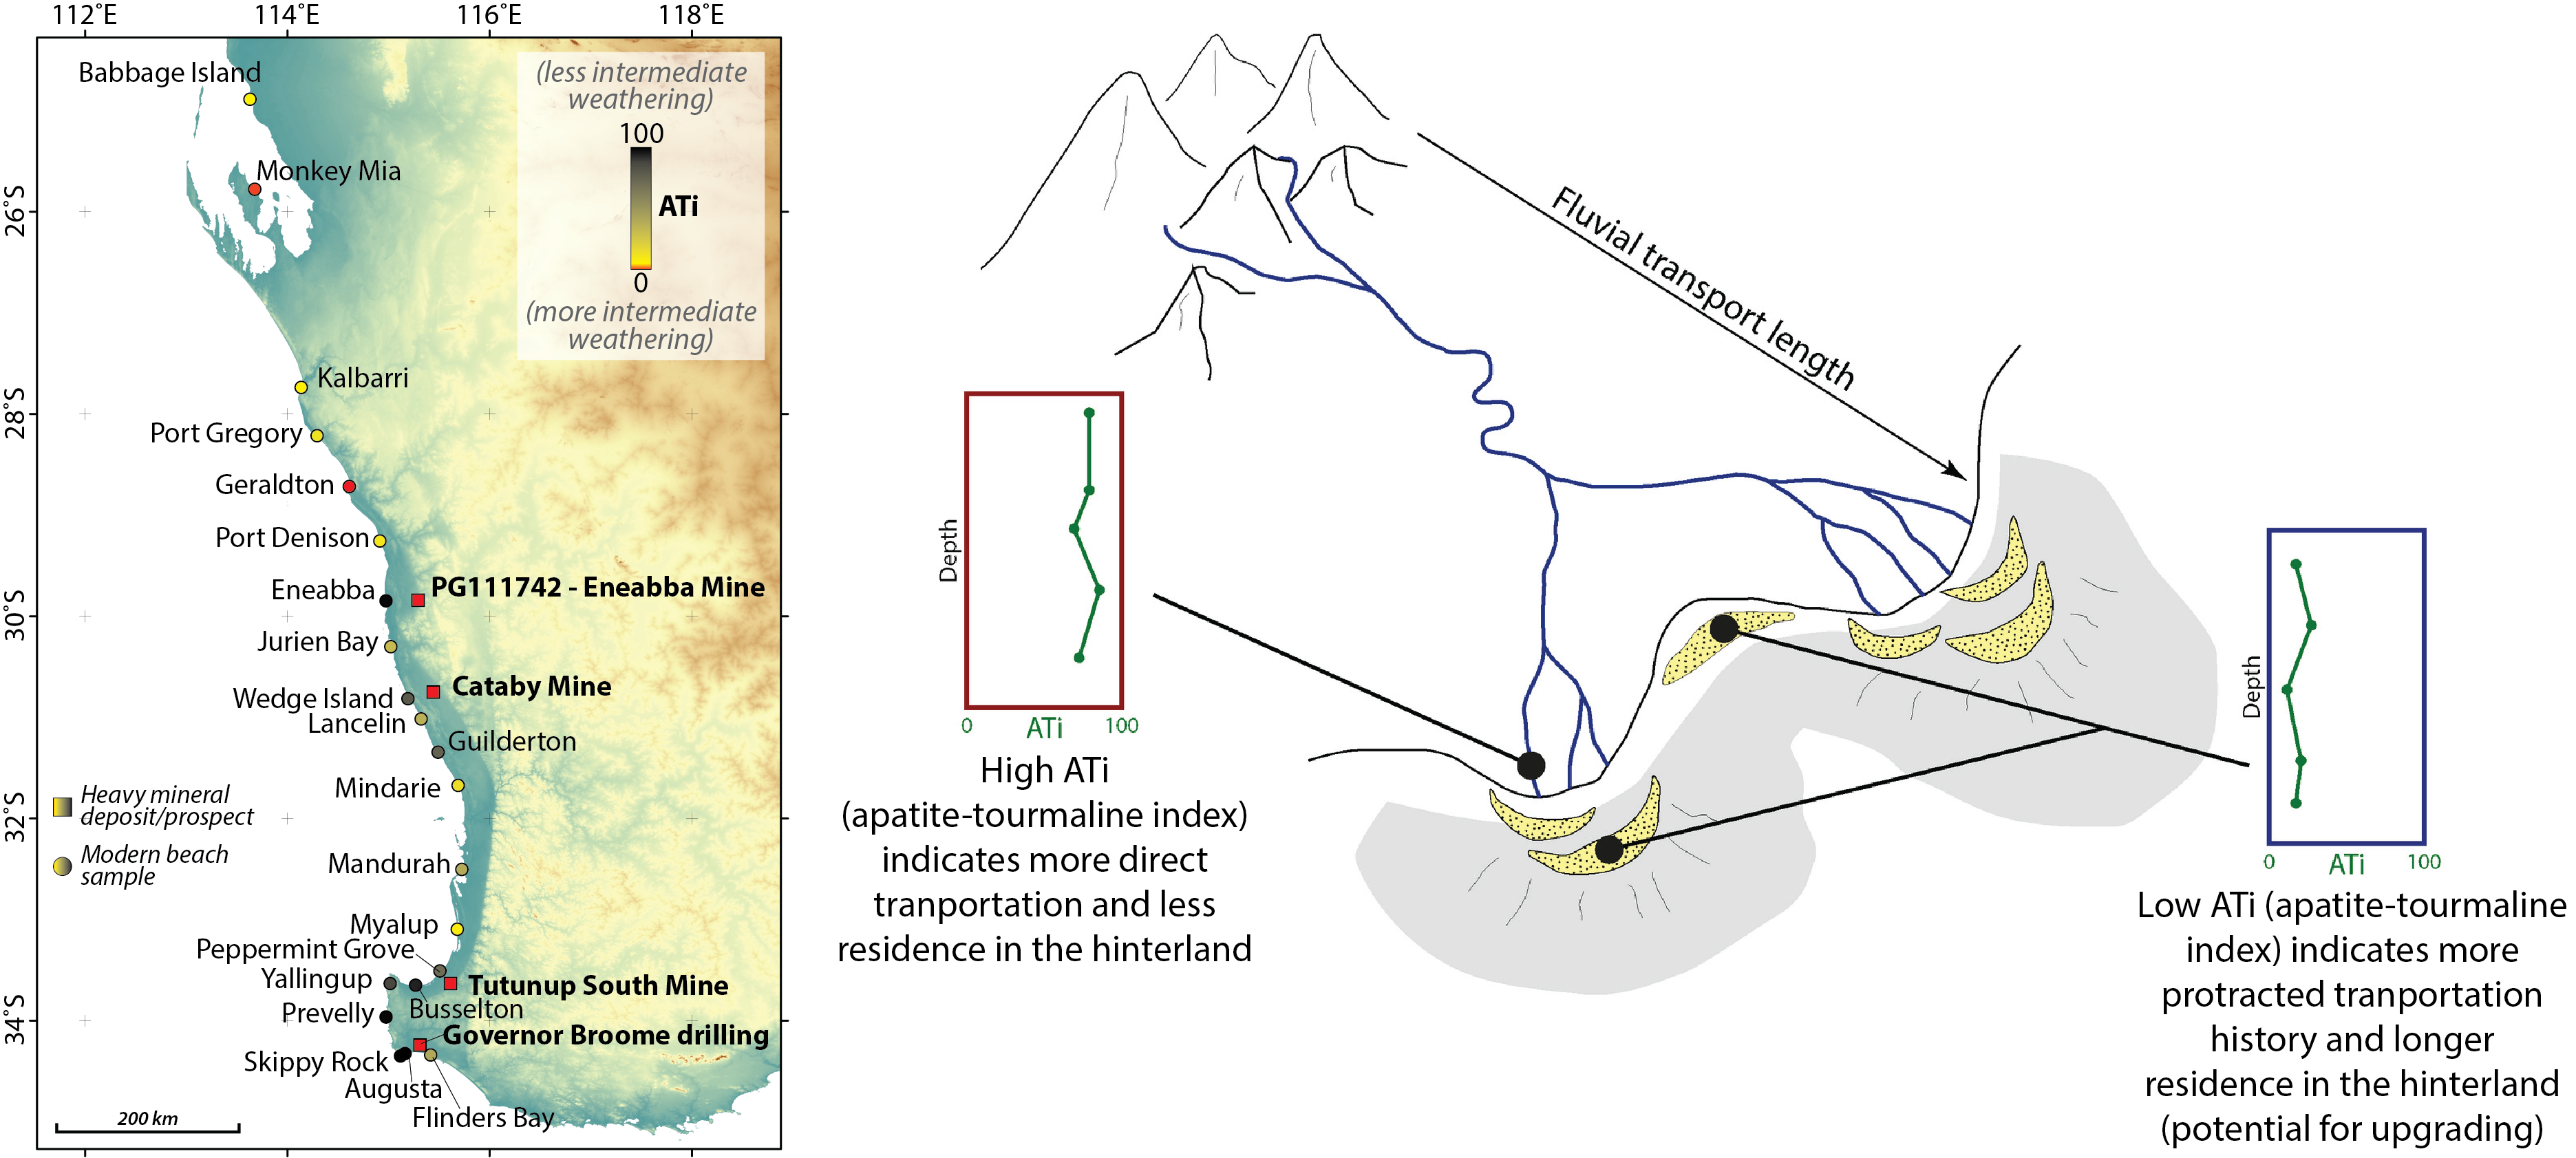 112°E 114°E 116°E 118°E
26°S
28°S
30°S
32°S
34°S
Babbage Island
Monkey Mia
Kalbarri
Port Gregory
Geraldton
Port Denison
Eneabba
PG111742 - Eneabba Mine
Jurien Bay
Cataby Mine
Wedge Island
Lancelin
Guilderton
Mindarie
Mandurah
Myalup
Peppermint Grove
Yallingup
Tutunup South Mine
Busselton
Prevelly
Governor Broome drilling
Skippy Rock
Augusta
Flinders Bay
(less intermediate
weathering)
100
ATi
0
(more intermediate
weathering)
Heavy mineral
deposit/prospect
Modern beach
sample
200 km
Fluvial transport length
Depth
0 ATi 100
High ATi
(apatite-tourmaline index)
indicates more direct
tranportation and less
residence in the hinterland
Depth
0 ATi 100
Low ATi (apatite-tourmaline
index) indicates more
protracted tranportation
history and longer
residence in the hinterland
(potential for upgrading)